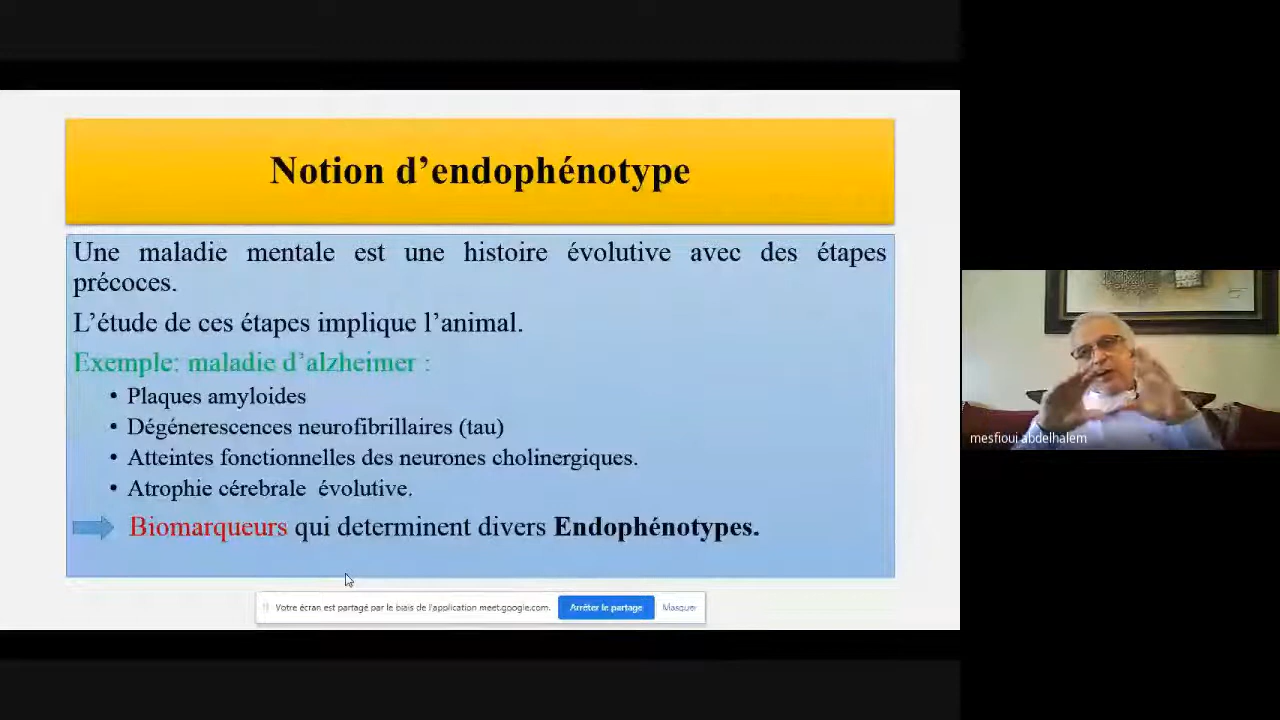 Notion d’endophénotype
Une maladie mentale est une histoire évolutive avec des étapes
précoces.
L’étude de ces étapes implique l’animal.
Exemple: maladie d’alzheimer :
• Plaques amyloides
• Dégénerescences neurofibrillaires (tau)
• Atteintes fonctionnelles des neurones cholinergiques.
• Atrophie cérébrale évolutive.
Biomarqueurs qui determinent divers Endophénotypes.
mesfioui abdelhalem
Votre écran est partagé par le biais de l'application meet.google.com.
Arrêter le partage
Masquer